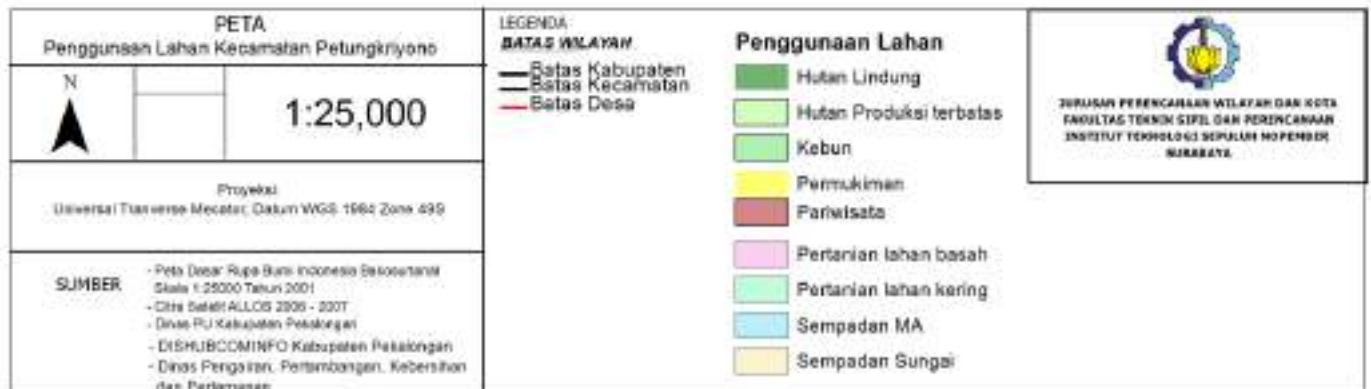 PETA
Penggunaan Lahan Kecamatan Petungkriyono
N
1:25,000
Proyeksi
Universal Tranverse Mecator, Datum WGS 1984 Zone 49S
SUMBER
- Peta Dasar Rupa Bumi Indonesia Bakosurtanal
Skala 1:25000 Tahun 2001
- Citra Satelit ALLOS 2006 - 2007
- Dinas PU Kabupaten Pekalongan
- DISHUBCOMINFO Kabupaten Pekalongan
- Dinas Pengairan, Pertambangan, Kebersihan
dan Pertamanan
LEGENDA
BATAS WILAYAH
Batas Kabupaten
Batas Kecamatan
Batas Desa
Penggunaan Lahan
Hutan Lindung
Hutan Produksi terbatas
Kebun
Permukiman
Pariwisata
Pertanian lahan basah
Pertanian lahan kering
Sempadan MA
Sempadan Sungai
JURUSAN PERENCANAAN WILAYAH DAN KOTA
FAKULTAS TEKNIK SIPIL DAN PERENCANAAN
INSTITUT TEKNOLOGI SEPULUH NOPEMBER
SURABAYA